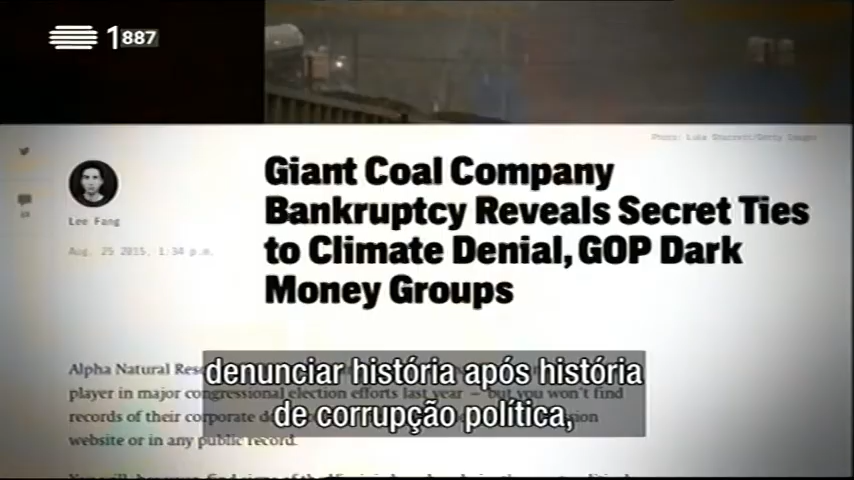 1 887
Photo: Luke Sharrett/Getty Images
Giant Coal Company
Bankruptcy Reveals Secret Ties
to Climate Denial, GOP Dark
Money Groups
Lee Fang
Aug. 25 2015, 1:34 p.m.
Alpha Natural
player in major congressional election efforts last year — but you won't find
records of their corporate
website or in any public record.
denunciar história após história
de corrupção política,